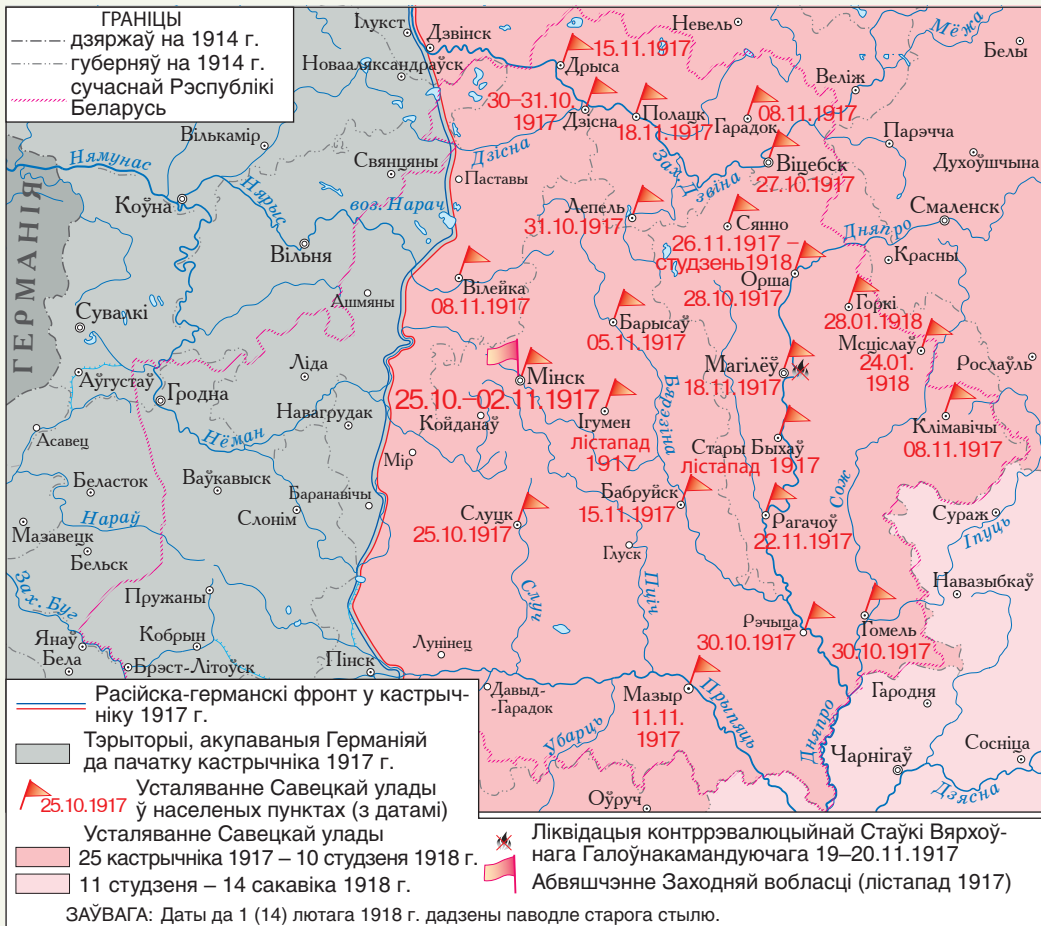 ГРАНІЦЫ
дзяржаў на 1914 г.
губерняў на 1914 г.
сучаснай Рэспублікі
Беларусь
Ілукст
Дзвінск
Новааляксандраўск
15.11.1917
Дрыса
Невель
Мёжа
Белы
Веліж
30–31.10.
1917
Дзісна
Полацк
18.11.1917
Гарадок
08.11.1917
Парэчча
Духоўшчына
Вількамір
Нямунас
Свянцяны
Дзісна
Паставы
Зах. Дзвіна
Віцебск
27.10.1917
ГЕРМАНІЯ
Коўна
Нярыс
воз. Нарач
Вільня
Лепель
31.10.1917
Сянно
26.11.1917 –
студзень 1918
Смаленск
Дняпро
Красны
Орша
28.10.1917
Вілейка
08.11.1917
Ашмяны
Сувалкі
Барысаў
05.11.1917
Горкі
28.01.1918
Мсціслаў
24.01.
1918
Рослаўль
Аўгустаў
Гродна
Ліда
Мінск
25.10.–02.11.1917
Магілёў
18.11.1917
Бярэзіна
Навагрудак
Нёман
Койданаў
Ігумен
лістапад
1917
Клімавічы
08.11.1917
Асавец
Мір
Стары Быхаў
лістапад 1917
Сож
Беласток
Ваўкавыск
Баранавічы
Нараў
Слонім
Мазавецк
Бельск
Слуцк
25.10.1917
Бабруйск
15.11.1917
Рагачоў
22.11.1917
Сураж
Іпуць
Глуск
Зах. Буг
Пружаны
Случ
Пціч
Навазыбкаў
Янаў
Бела
Кобрын
Брэст-Літоўск
Пінск
Лунінец
Рэчыца
30.10.1917
Гомель
30.10.1917
Давыд-
-Гарадок
Мазыр
11.11.
1917
Прыпяць
Убарць
Дняпро
Гародня
Чарнігаў
Сосніца
Дзясна
Оўруч
Расійска-германскі фронт у кастрыч-
ніку 1917 г.
Тэрыторыі, акупаваныя Германіяй
да пачатку кастрычніка 1917 г.
25.10.1917
Усталяванне Савецкай улады
ў населеных пунктах (з датамі)
Усталяванне Савецкай улады
25 кастрычніка 1917 – 10 студзеня 1918 г.
11 студзеня – 14 сакавіка 1918 г.
Ліквідацыя контррэвалюцыйнай Стаўкі Вярхоў-
нага Галоўнакамандуючага 19–20.11.1917
Абвяшчэнне Заходняй вобласці (лістапад 1917)
ЗАЎВАГА: Даты да 1 (14) лютага 1918 г. дадзены паводле старога стылю.